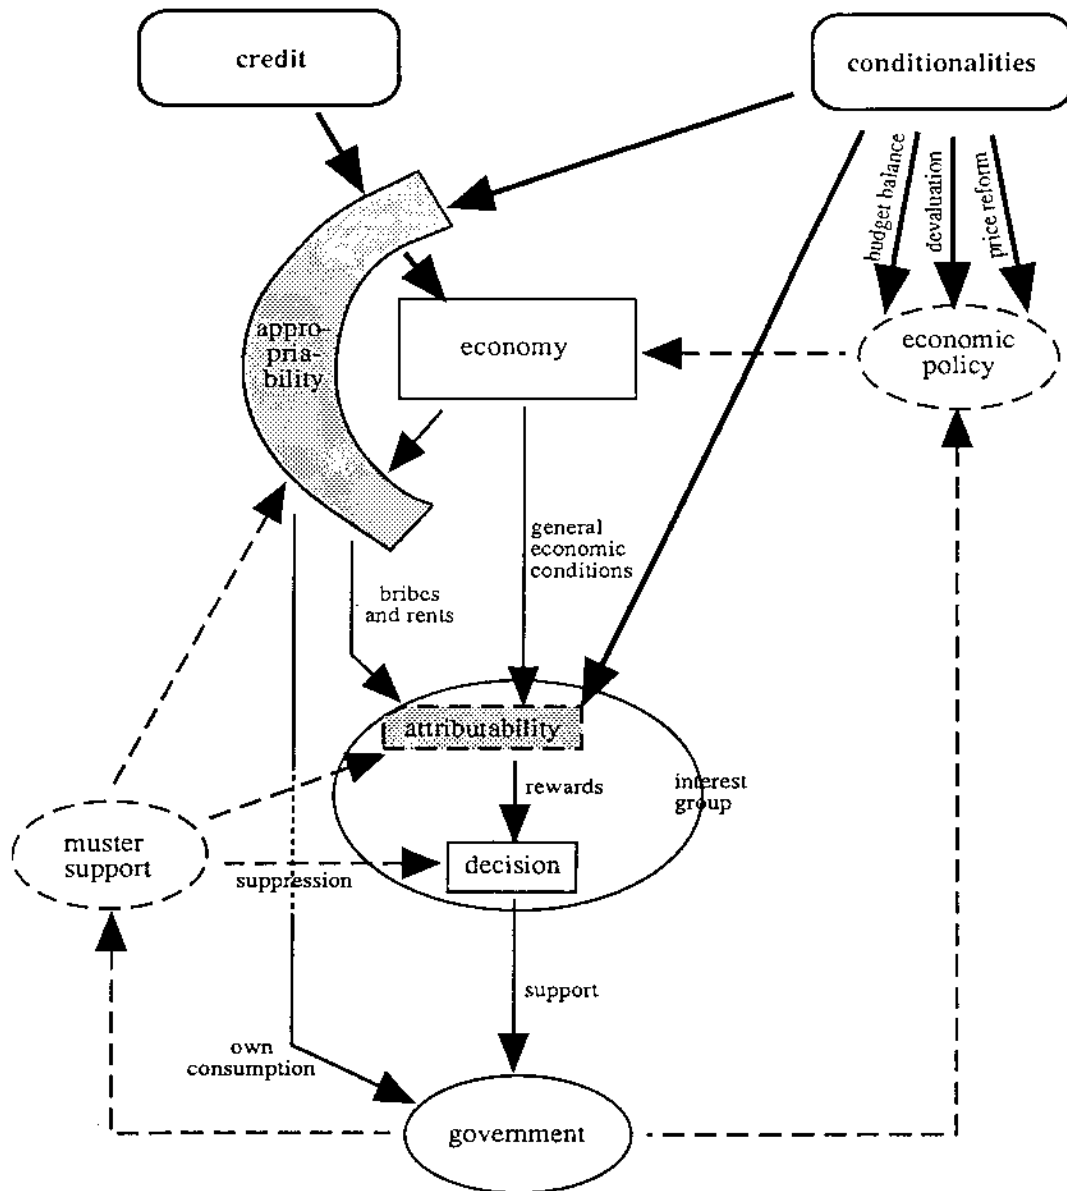 credit
conditionalities
budget balance
devaluation
price reform
appro-
pria-
bility
economy
economic
policy
general
economic
conditions
bribes
and rents
attributability
rewards
interest
group
muster
support
suppression
decision
support
own
consumption
government